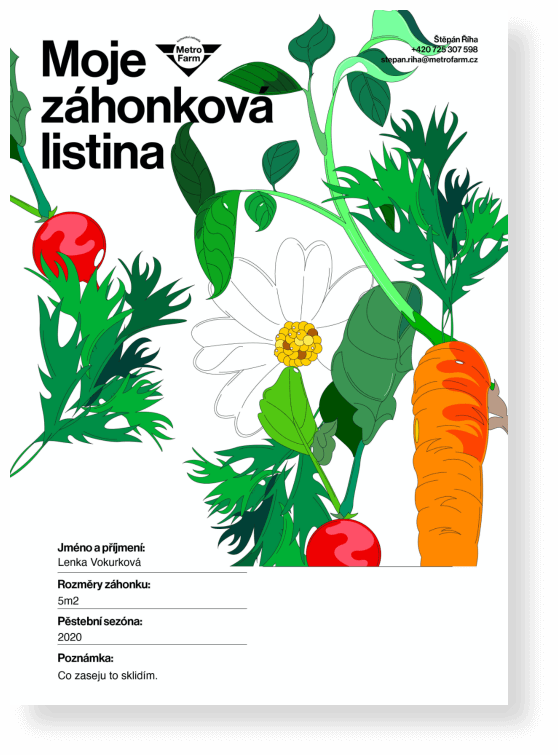 Moje
záhonková
listina
Metro
Farm
Štěpán Říha
+420 725 307 598
stepan.riha@metrofarm.cz
Jméno a příjmení:
Lenka Vokurková
Rozměry záhonku:
5m2
Pěstební sezóna:
2020
Poznámka:
Co zaseju to sklidím.